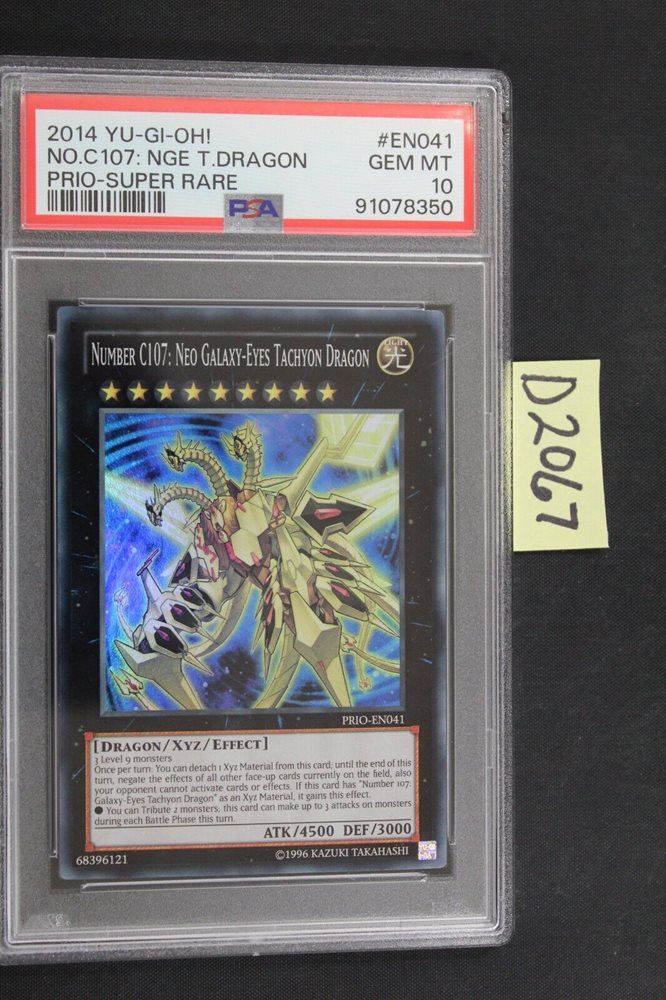 2014 YU-GI-OH! #EN041
NO.C107: NGE T.DRAGON GEM MT
PRIO-SUPER RARE 10
PSA 91078350
NUMBER C107: NEO GALAXY-EYES TACHYON DRAGON
LIGHT
光
PRIO-EN041
[DRAGON/XYZ/EFFECT]
3 Level 9 monsters
Once per turn: You can detach 1 Xyz Material from this card; until the end of this
turn, negate the effects of all other face-up cards currently on the field, also
your opponent cannot activate cards or effects. If this card has "Number 107:
Galaxy-Eyes Tachyon Dragon" as an Xyz Material, it gains this effect.
● You can Tribute 2 monsters; this card can make up to 3 attacks on monsters
during each Battle Phase this turn.
ATK/4500 DEF/3000
68396121 ©1996 KAZUKI TAKAHASHI
D2067